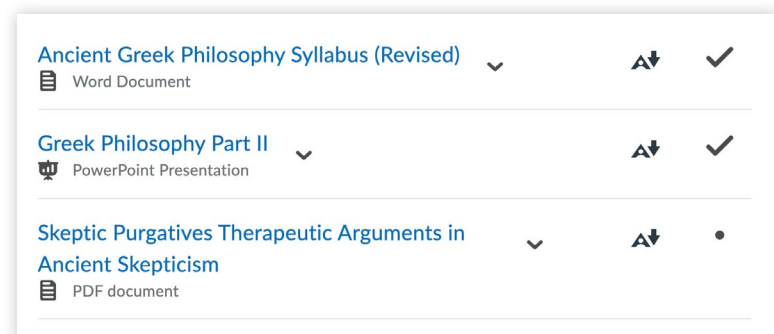 Ancient Greek Philosophy Syllabus (Revised)
Word Document
Greek Philosophy Part II
PowerPoint Presentation
Skeptic Purgatives Therapeutic Arguments in
Ancient Skepticism
PDF document